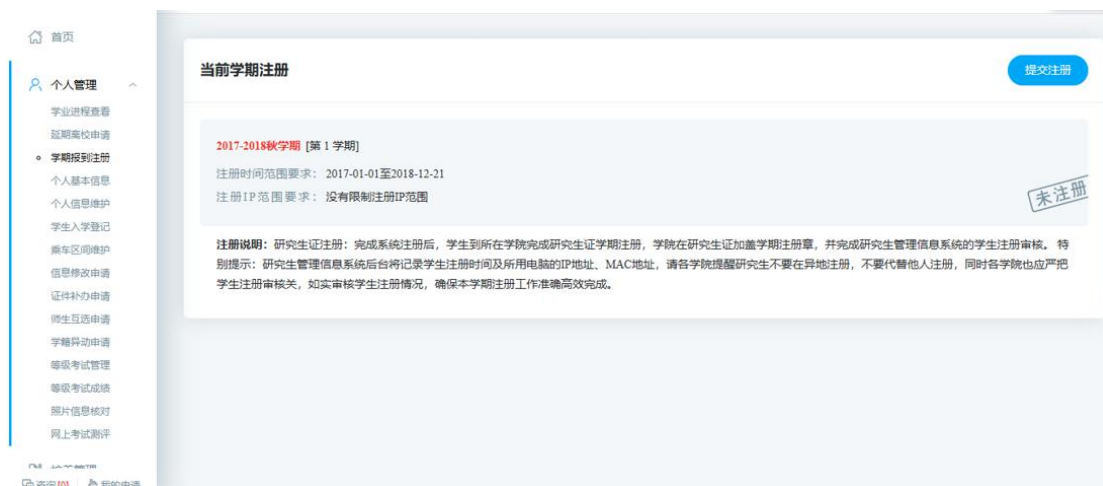 首页
个人管理
学业进程查看
延期离校申请
学期报到注册
个人基本信息
个人信息维护
学生入学登记
乘车区间维护
信息修改申请
证件补办申请
师生互选申请
学籍异动申请
等级考试管理
等级考试成绩
照片信息核对
网上考试测评
咨询[0] 我的申请
当前学期注册
提交注册
2017-2018秋学期 [第 1 学期]
注册时间范围要求： 2017-01-01至2018-12-21
注册IP范围要求： 没有限制注册IP范围
未注册
注册说明：研究生证注册：完成系统注册后，学生到所在学院完成研究生证学期注册，学院在研究生证加盖学期注册章，并完成研究生管理信息系统的学生注册审核。 特
别提示：研究生管理信息系统后台将记录学生注册时间及所用电脑的IP地址、MAC地址，请各学院提醒研究生不要在异地注册，不要代替他人注册，同时各学院也应严把
学生注册审核关，如实审核学生注册情况，确保本学期注册工作准确高效完成。